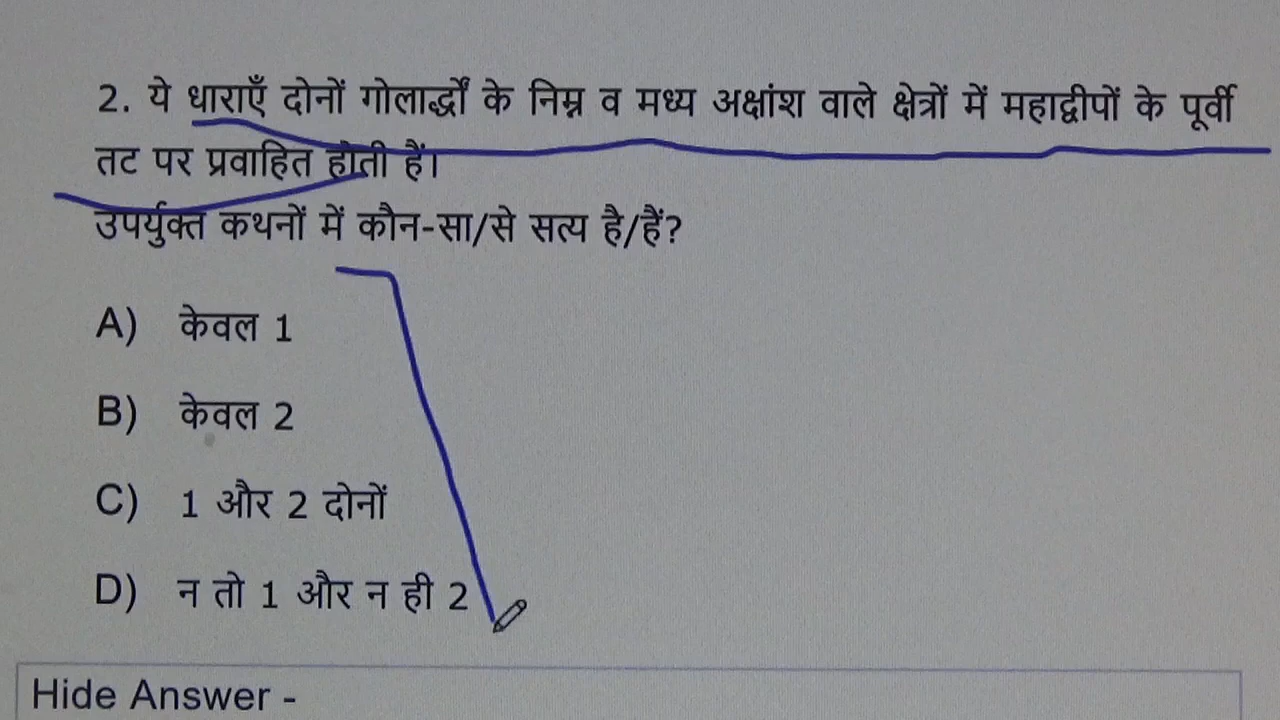 2. ये धाराएँ दोनों गोलार्द्धों के निम्न व मध्य अक्षांश वाले क्षेत्रों में महाद्वीपों के पूर्वी
तट पर प्रवाहित होती हैं।
उपर्युक्त कथनों में कौन-सा/से सत्य है/हैं?
A) केवल 1
B) केवल 2
C) 1 और 2 दोनों
D) न तो 1 और न ही 2
Hide Answer -